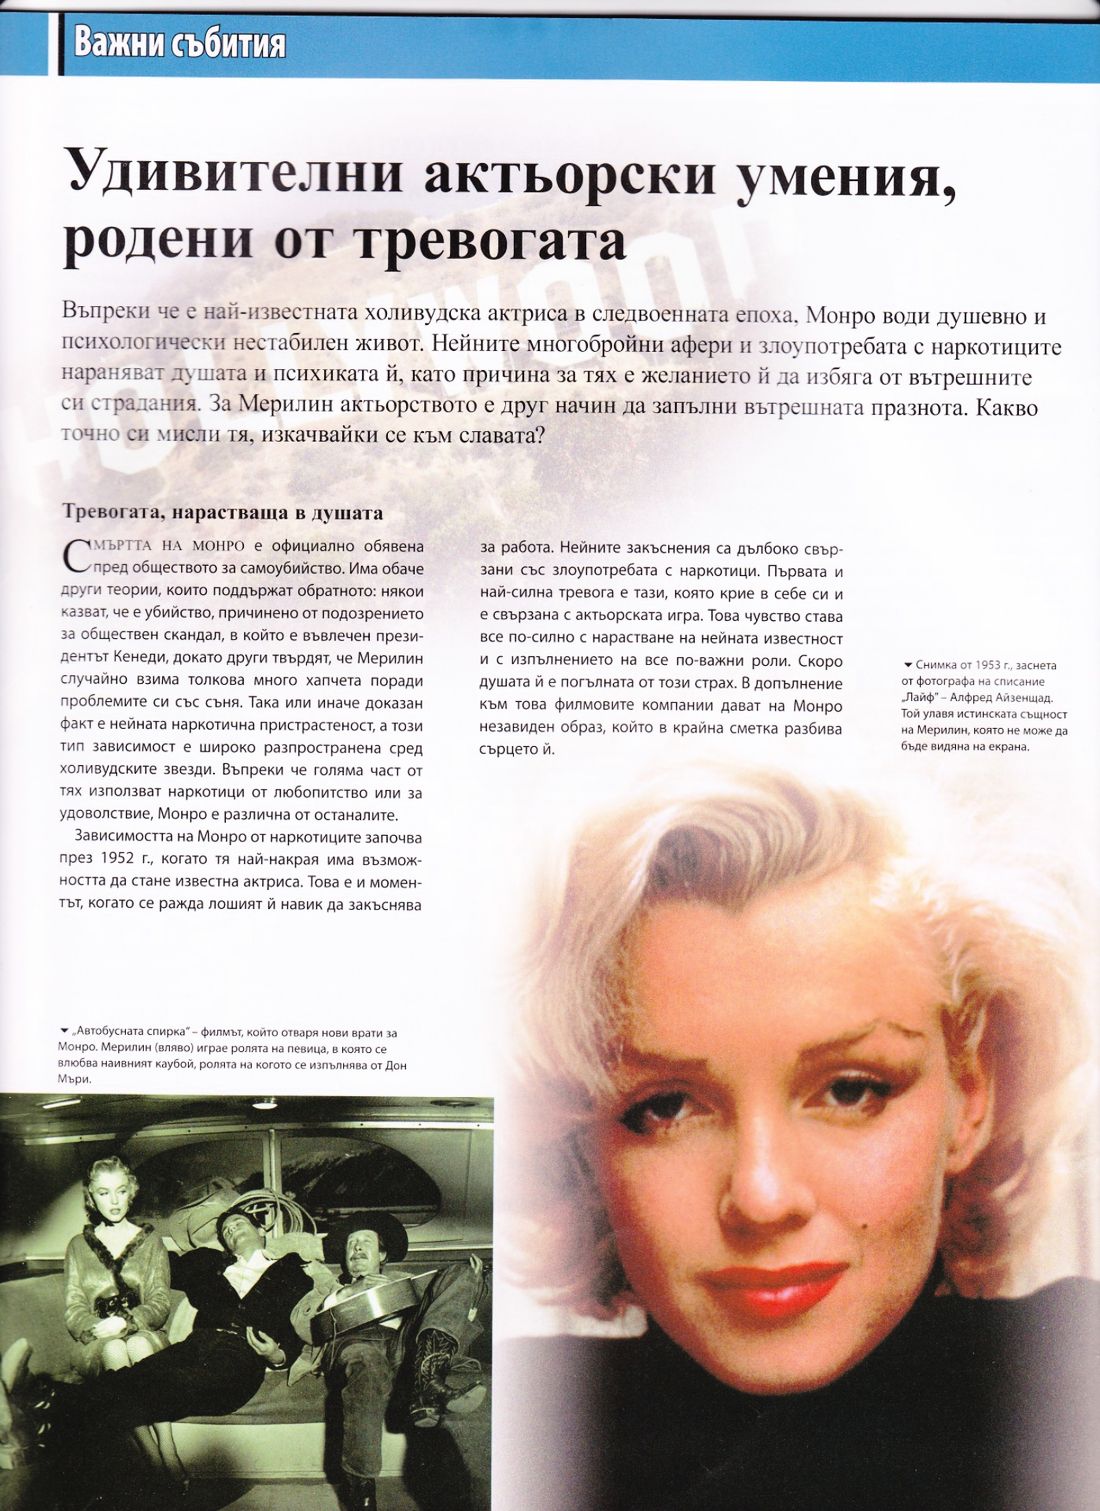 Важни събития
Удивителни актьорски умения,
родени от тревогата
Въпреки че е най-известната холивудска актриса в следвоенната епоха, Монро води душевно и
психологически нестабилен живот. Нейните многобройни афери и злоупотребата с наркотиците
нараняват душата и психиката й, като причина за тях е желанието й да избяга от вътрешните
си страдания. За Мерилин актьорството е друг начин да запълни вътрешната празнота. Какво
точно си мисли тя, изкачвайки се към славата?
HOLLYWOOD
Тревогата, нарастваща в душата
СМЪРТТА НА МОНРО е официално обявена
пред обществото за самоубийство. Има обаче
други теории, които поддържат обратното: някои
казват, че е убийство, причинено от подозрението
за обществен скандал, в който е въвлечен прези-
дентът Кенеди, докато други твърдят, че Мерилин
случайно взима толкова много хапчета поради
проблемите си със съня. Така или иначе доказан
факт е нейната наркотична пристрастеност, а този
тип зависимост е широко разпространена сред
холивудските звезди. Въпреки че голяма част от
тях използват наркотици от любопитство или за
удоволствие, Монро е различна от останалите.
Зависимостта на Монро от наркотиците започва
през 1952 г., когато тя най-накрая има възмож-
ността да стане известна актриса. Това е и момен-
тът, когато се ражда лошият й навик да закъснява
за работа. Нейните закъснения са дълбоко свър-
зани със злоупотребата с наркотици. Първата и
най-силна тревога е тази, която крие в себе си и
е свързана с актьорската игра. Това чувство става
все по-силно с нарастване на нейната известност
и с изпълнението на все по-важни роли. Скоро
душата й е погълната от този страх. В допълнение
към това филмовите компании дават на Монро
незавиден образ, който в крайна сметка разбива
сърцето й.
▼ Снимка от 1953 г., заснета
от фотографа на списание
„Лайф" – Алфред Айзенщад.
Той улавя истинската същност
на Мерилин, която не може да
бъде видяна на екрана.
▼ „Автобусната спирка" – филмът, който отваря нови врати за
Монро. Мерилин (вляво) играе ролята на певица, в която се
влюбва наивният каубой, ролята на когото се изпълнява от Дон
Мъри.